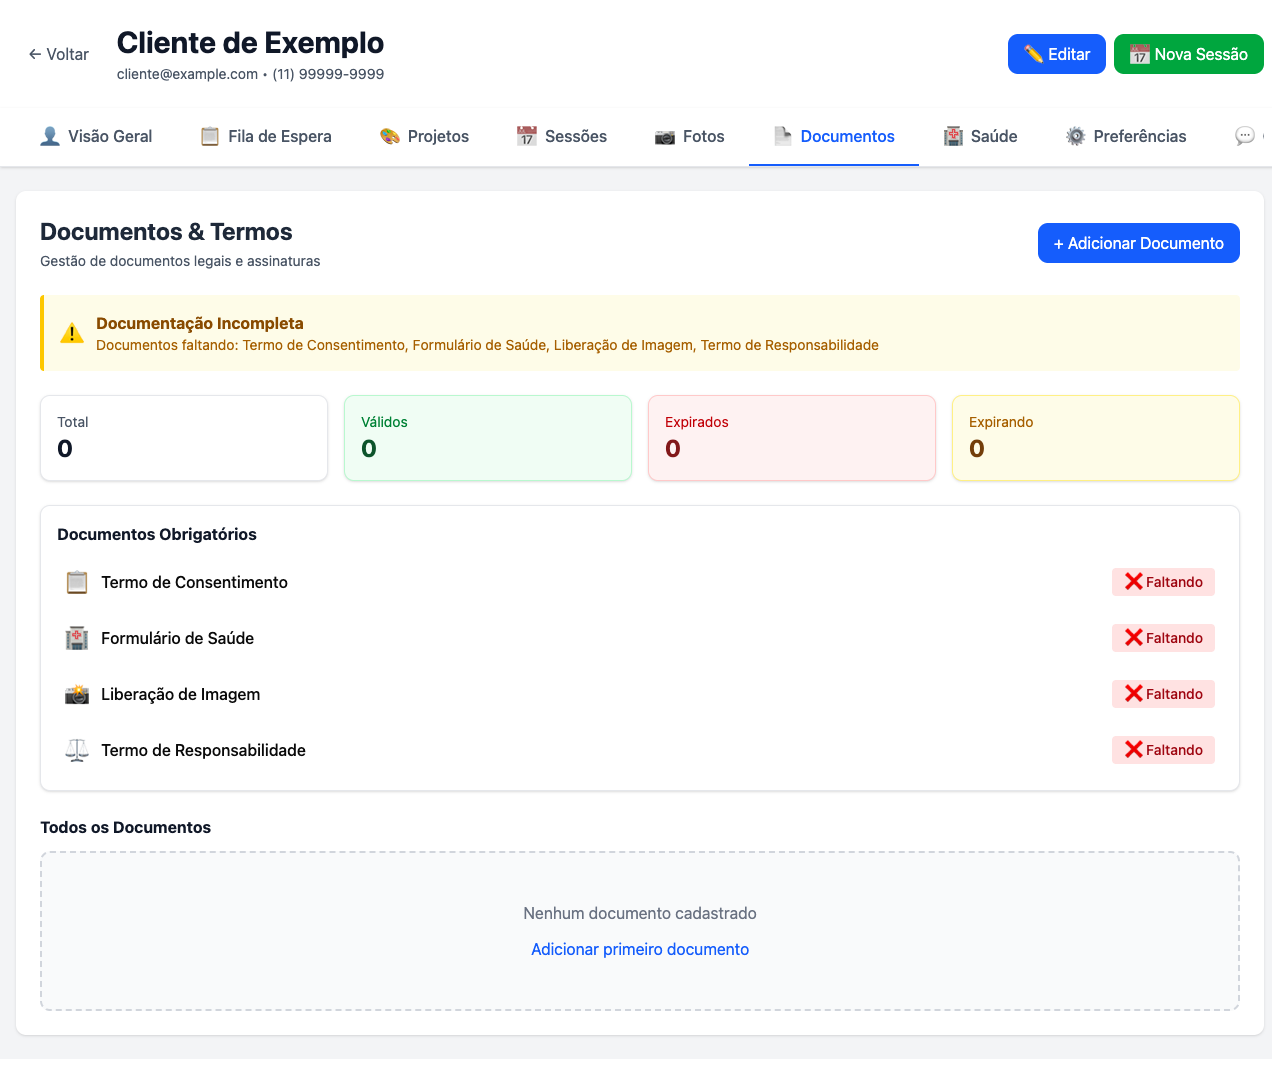 ← Voltar
Cliente de Exemplo
cliente@example.com • (11) 99999-9999
Editar
Nova Sessão
Visão Geral
Fila de Espera
Projetos
Sessões
Fotos
Documentos
Saúde
Preferências
Documentos & Termos
Gestão de documentos legais e assinaturas
+ Adicionar Documento
Documentação Incompleta
Documentos faltando: Termo de Consentimento, Formulário de Saúde, Liberação de Imagem, Termo de Responsabilidade
Total
0
Válidos
0
Expirados
0
Expirando
0
Documentos Obrigatórios
Termo de Consentimento
❌ Faltando
Formulário de Saúde
❌ Faltando
Liberação de Imagem
❌ Faltando
Termo de Responsabilidade
❌ Faltando
Todos os Documentos
Nenhum documento cadastrado
Adicionar primeiro documento